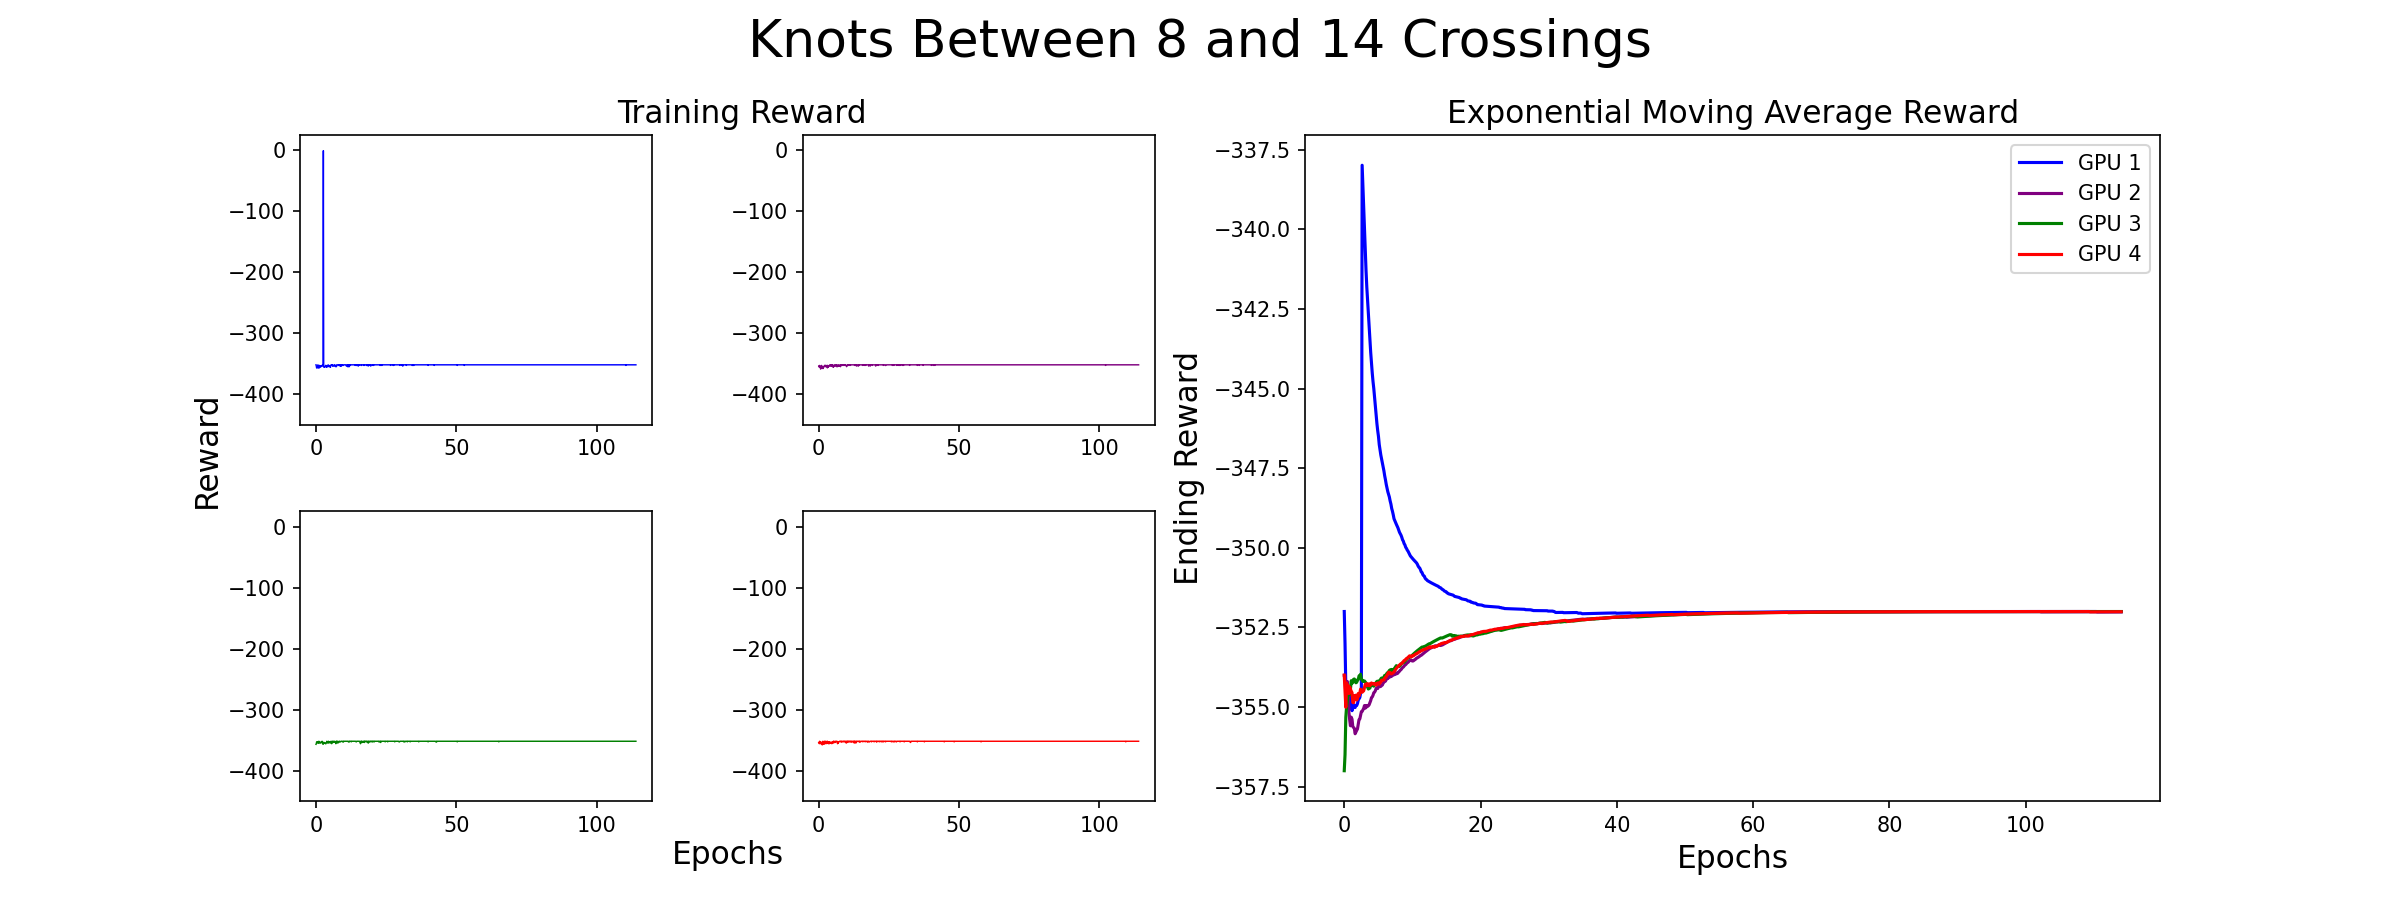 Knots Between 8 and 14 Crossings
Training Reward
0
−100
−200
−300
−400
0 50 100
0
−100
−200
−300
−400
0 50 100
Reward
0
−100
−200
−300
−400
0 50 100
0
−100
−200
−300
−400
0 50 100
Epochs
Exponential Moving Average Reward
−337.5
−340.0
−342.5
−345.0
−347.5
−350.0
−352.5
−355.0
−357.5
Ending Reward
GPU 1
GPU 2
GPU 3
GPU 4
0 20 40 60 80 100
Epochs